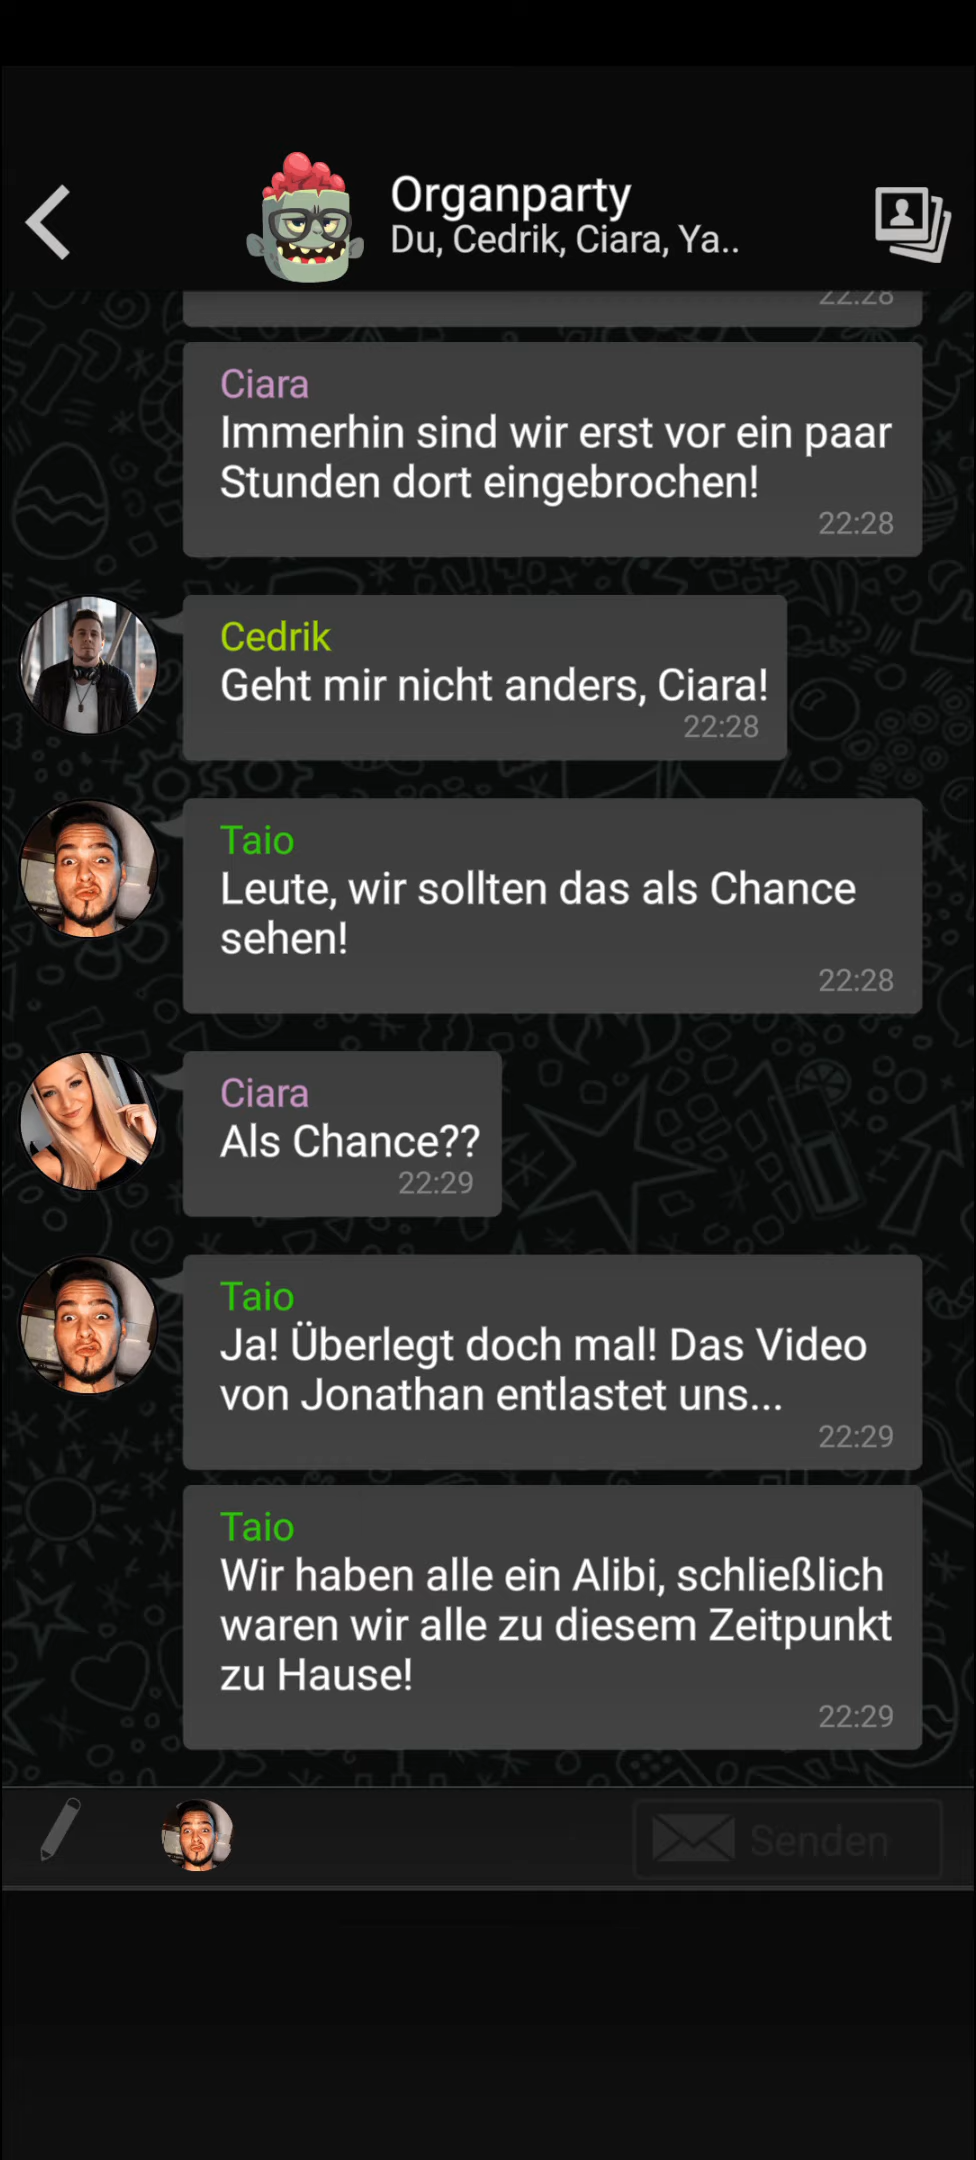 Organparty
Du, Cedrik, Ciara, Ya..
22:28
Ciara
Immerhin sind wir erst vor ein paar
Stunden dort eingebrochen!
22:28
Cedrik
Geht mir nicht anders, Ciara!
22:28
Taio
Leute, wir sollten das als Chance
sehen!
22:28
Ciara
Als Chance??
22:29
Taio
Ja! Überlegt doch mal! Das Video
von Jonathan entlastet uns...
22:29
Taio
Wir haben alle ein Alibi, schließlich
waren wir alle zu diesem Zeitpunkt
zu Hause!
22:29
Senden